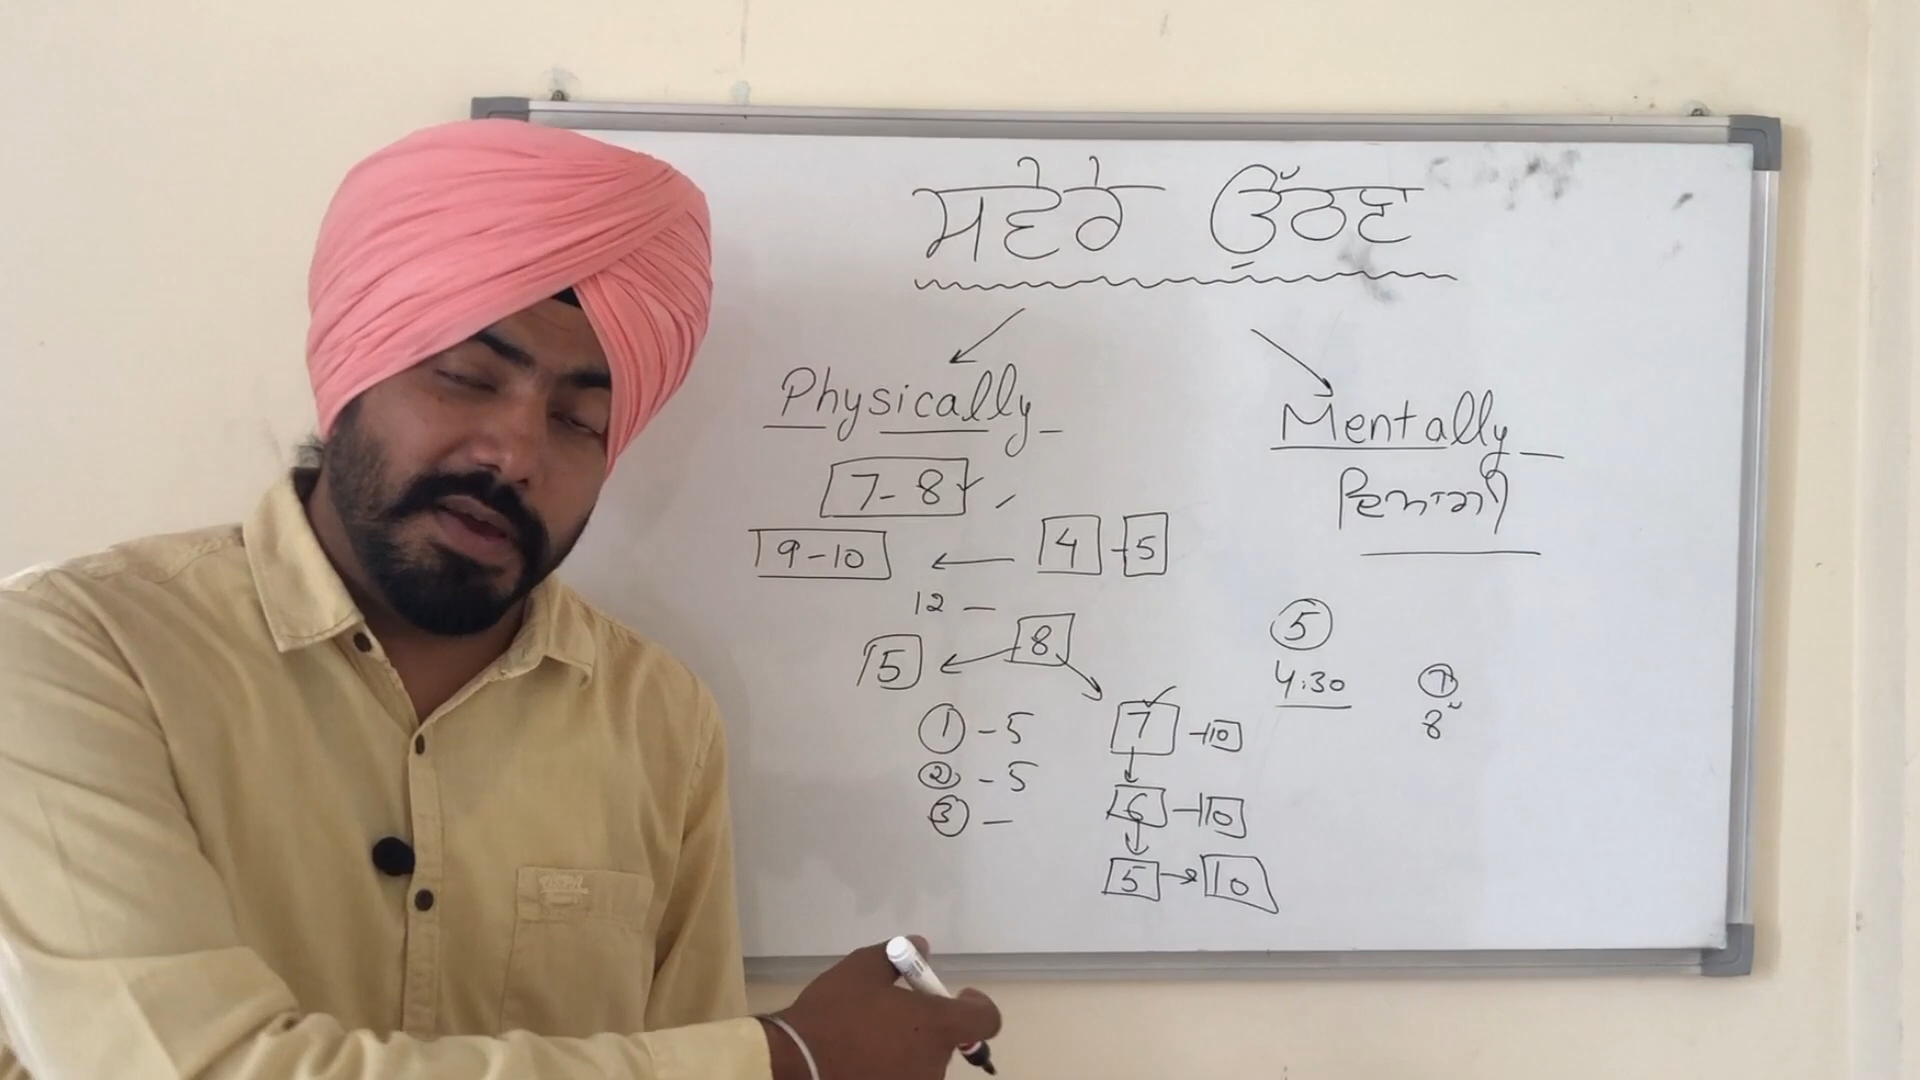 ਸਵੇਰੇ ਉੱਠਣਾ
Physically
7-8
9-10 ← 4-5
12 -
8
5
① - 5
② - 5
③ -
7 - 10
6 - 10
5 → 10
Mentally
ਦਿਮਾਗੀ
⑤
4:30
⑦
8